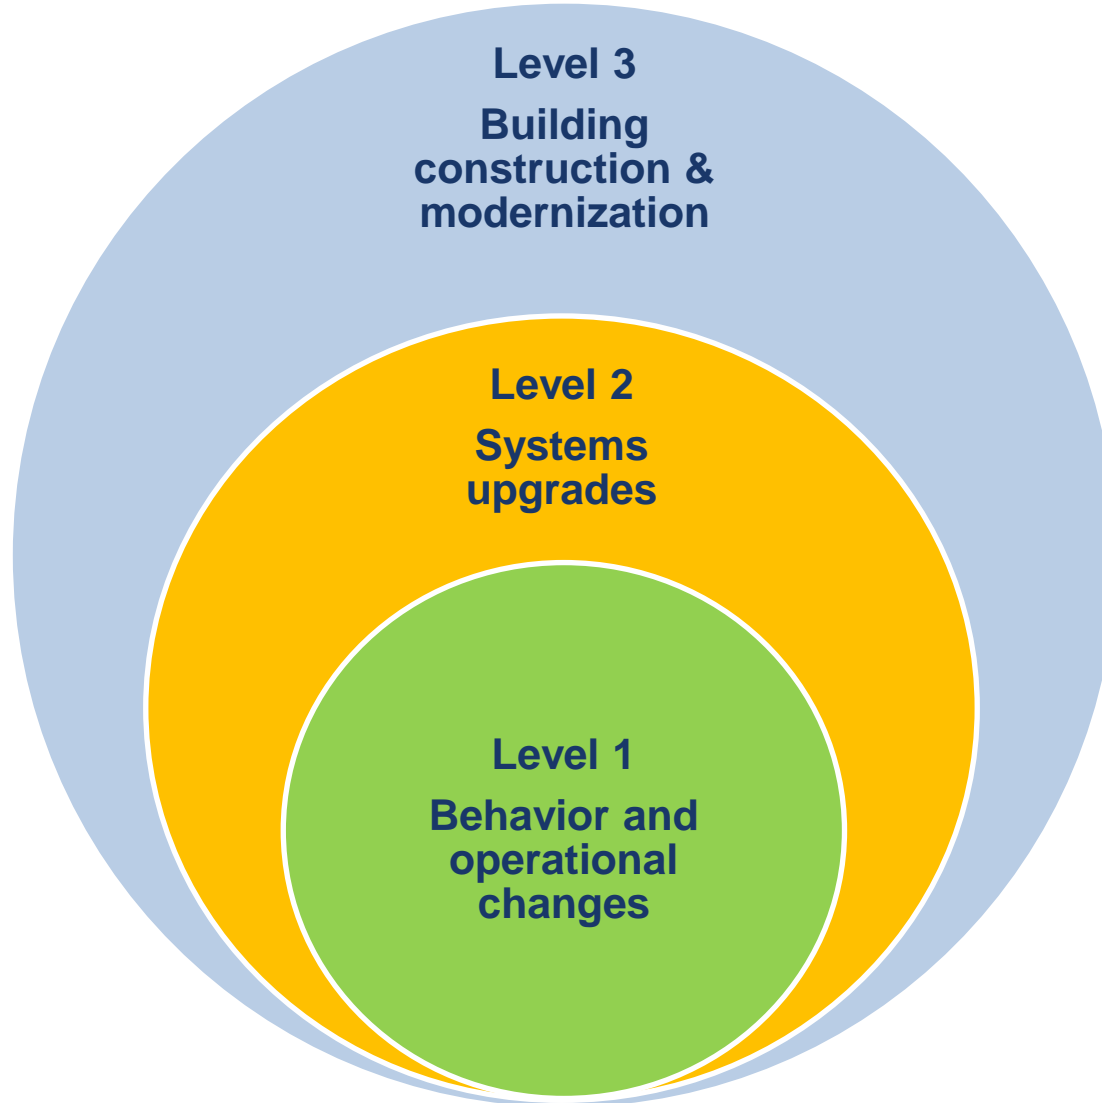 Level 3
Building
construction &
modernization
Level 2
Systems
upgrades
Level 1
Behavior and
operational
changes